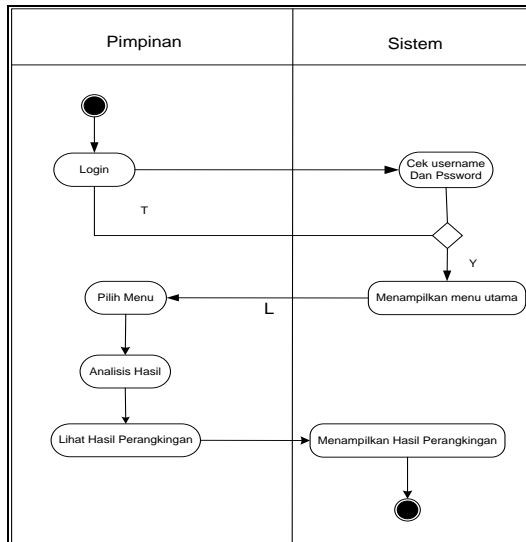 Pimpinan
Sistem
Login
Cek username
Dan Pssword
T
Y
Pilih Menu
L
Menampilkan menu utama
Analisis Hasil
Lihat Hasil Perangkingan
Menampilkan Hasil Perangkingan